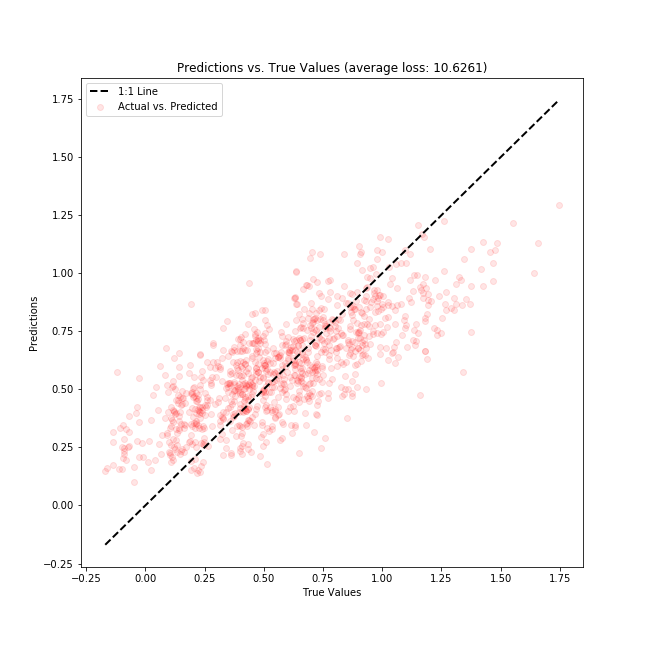 Predictions vs. True Values (average loss: 10.6261)
1:1 Line
Actual vs. Predicted
1.75
1.50
1.25
1.00
0.75
0.50
0.25
0.00
−0.25
Predictions
−0.25 0.00 0.25 0.50 0.75 1.00 1.25 1.50 1.75
True Values